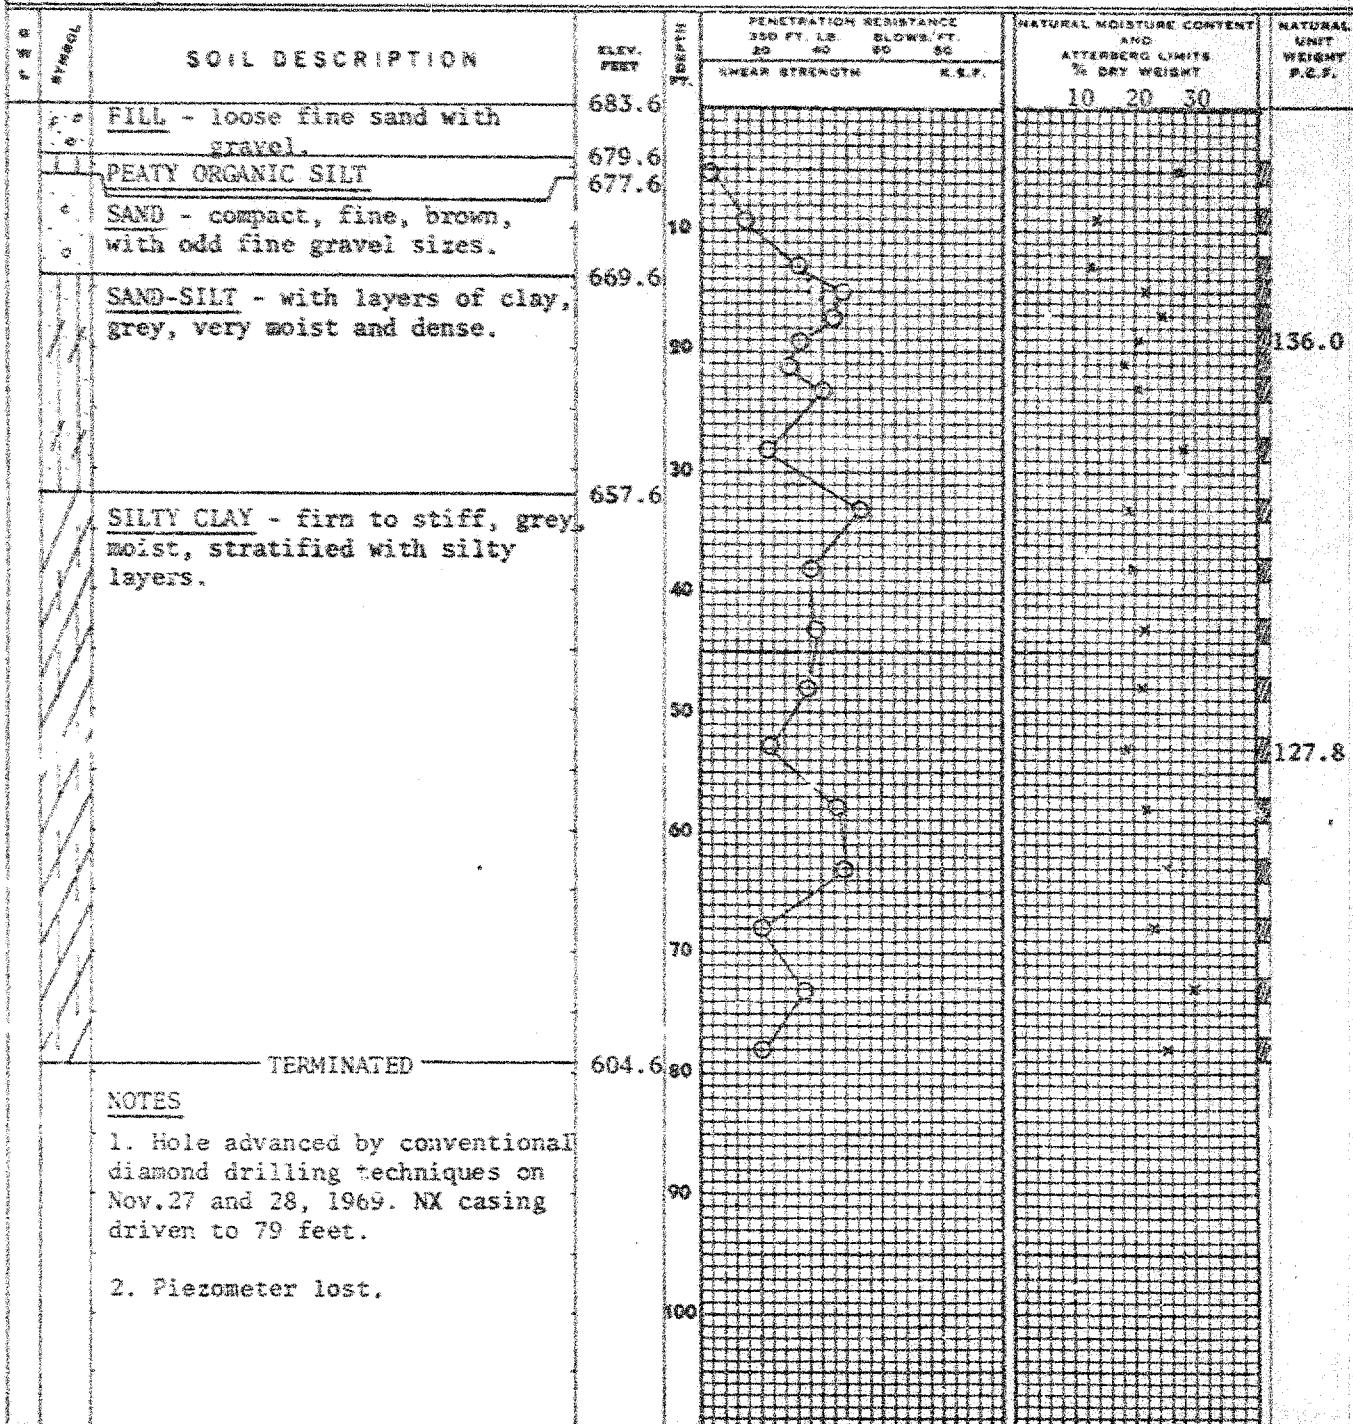 SYMBOL
SOIL DESCRIPTION
ELEV. FEET
DEPTH
PENETRATION RESISTANCE
350 FT. LB. BLOWS/FT.
20 40 60 80
SHEAR STRENGTH K.S.F.
NATURAL MOISTURE CONTENT
AND
ATTERBERG LIMITS
% DRY WEIGHT
10 20 30
NATURAL
UNIT
WEIGHT
P.C.F.
683.6
FILL - loose fine sand with
gravel.
679.6
PEATY ORGANIC SILT
677.6
SAND - compact, fine, brown,
with odd fine gravel sizes.
10
669.6
SAND-SILT - with layers of clay,
grey, very moist and dense.
20
136.0
30
657.6
SILTY CLAY - firm to stiff, grey,
moist, stratified with silty
layers.
40
50
127.8
60
70
TERMINATED
604.6
80
NOTES
1. Hole advanced by conventional
diamond drilling techniques on
Nov.27 and 28, 1969. NX casing
driven to 79 feet.
90
2. Piezometer lost.
100